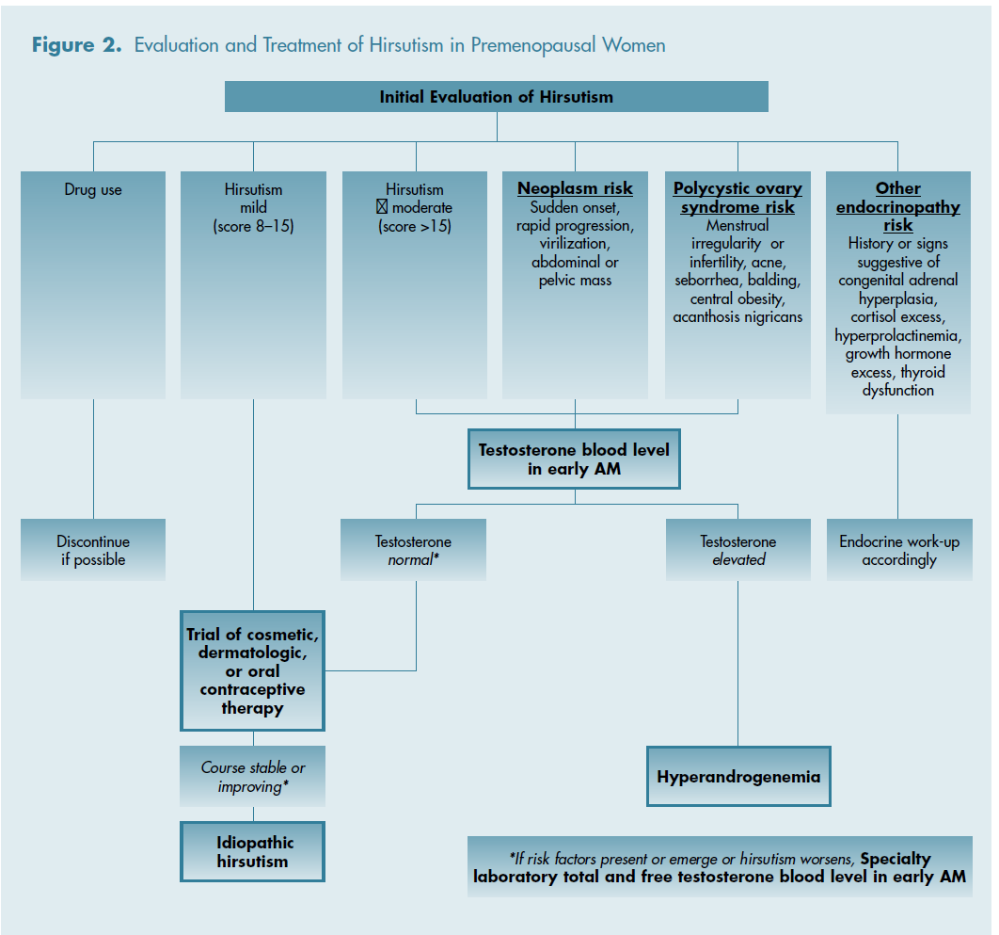 Figure 2. Evaluation and Treatment of Hirsutism in Premenopausal Women
Initial Evaluation of Hirsutism
Drug use
Hirsutism
mild
(score 8–15)
Hirsutism
moderate
(score >15)
Neoplasm risk
Sudden onset,
rapid progression,
virilization,
abdominal or
pelvic mass
Polycystic ovary
syndrome risk
Menstrual
irregularity or
infertility, acne,
seborrhea, balding,
central obesity,
acanthosis nigricans
Other
endocrinopathy
risk
History or signs
suggestive of
congenital adrenal
hyperplasia,
cortisol excess,
hyperprolactinemia,
growth hormone
excess, thyroid
dysfunction
Testosterone blood level
in early AM
Discontinue
if possible
Testosterone
normal*
Testosterone
elevated
Endocrine work-up
accordingly
Trial of cosmetic,
dermatologic,
or oral
contraceptive
therapy
Course stable or
improving*
Hyperandrogenemia
Idiopathic
hirsutism
*If risk factors present or emerge or hirsutism worsens, Specialty
laboratory total and free testosterone blood level in early AM